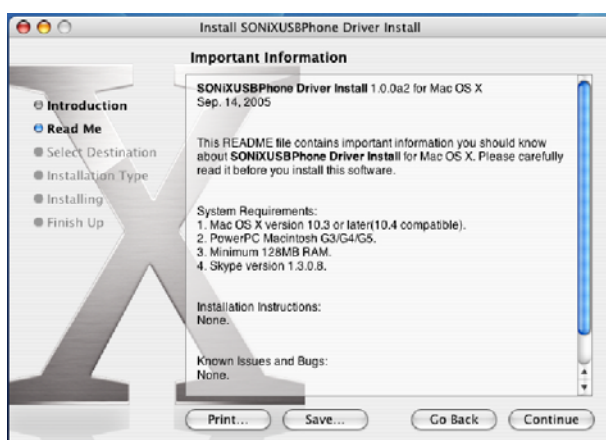 Install SONiXUSBPhone Driver Install
Important Information
Introduction
Read Me
Select Destination
Installation Type
Installing
Finish Up
SONiXUSBPhone Driver Install 1.0.0a2 for Mac OS X
Sep. 14, 2005
This README file contains important information you should know
about SONiXUSBPhone Driver Install for Mac OS X. Please carefully
read it before you install this software.
System Requirements:
1. Mac OS X version 10.3 or later(10.4 compatible).
2. PowerPC Macintosh G3/G4/G5.
3. Minimum 128MB RAM.
4. Skype version 1.3.0.8.
Installation Instructions:
None.
Known Issues and Bugs:
None.
Print...
Save...
Go Back
Continue